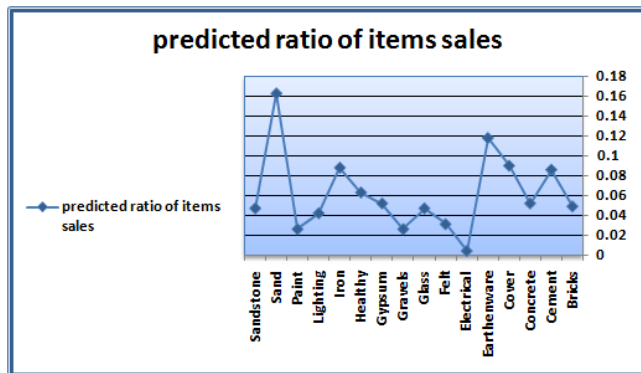 predicted ratio of items sales
0.18
0.16
0.14
0.12
0.1
0.08
0.06
0.04
0.02
0
predicted ratio of items
sales
Sandstone
Sand
Paint
Lighting
Iron
Healthy
Gypsum
Gravels
Glass
Felt
Electrical
Earthenware
Cover
Concrete
Cement
Bricks